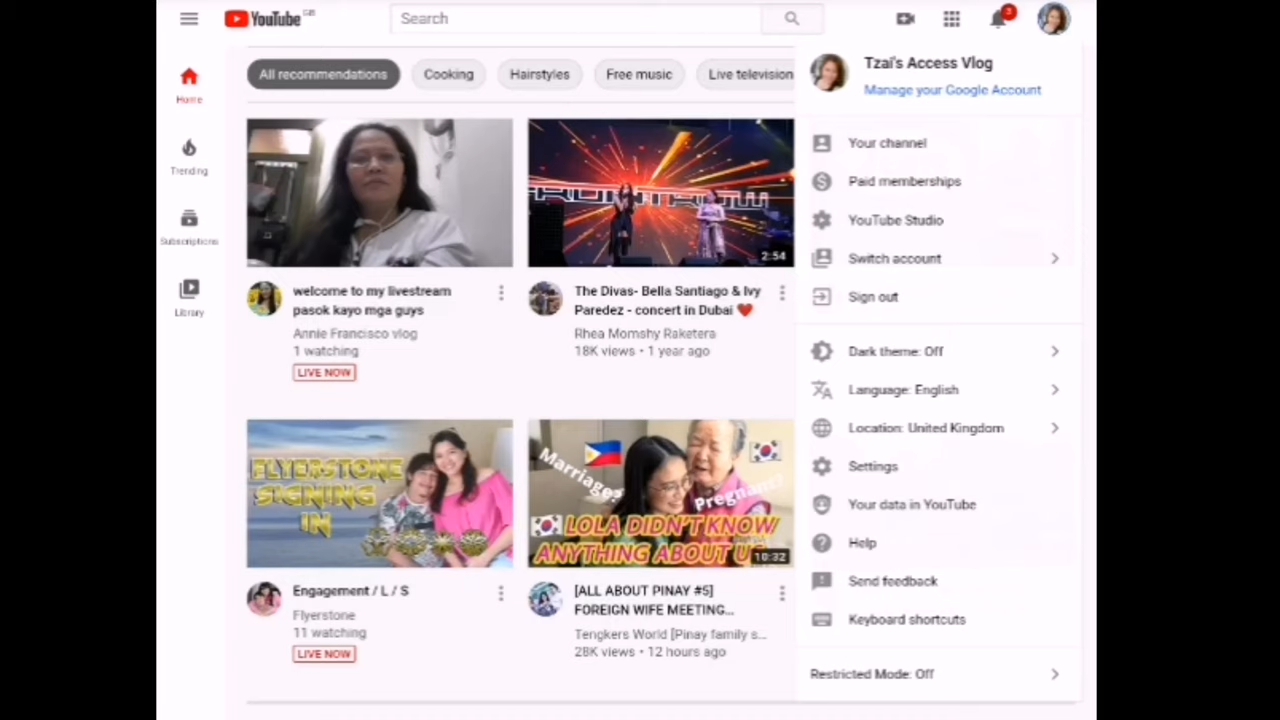 YouTube GB
Search
3
All recommendations
Cooking
Hairstyles
Free music
Live television
Tzai's Access Vlog
Manage your Google Account
Home
Trending
Subscriptions
Library
2:54
welcome to my livestream
pasok kayo mga guys
Annie Francisco vlog
1 watching
LIVE NOW
The Divas- Bella Santiago & Ivy
Paredez - concert in Dubai ❤️
Rhea Momshy Raketera
18K views • 1 year ago
FLYERSTONE
SIGNING
IN
Marriage?
Pregnant?
LOLA DIDN'T KNOW
ANYTHING ABOUT
10:32
Engagement / L / S
Flyerstone
11 watching
LIVE NOW
[ALL ABOUT PINAY #5]
FOREIGN WIFE MEETING...
Tengkers World [Pinay family s...
28K views • 12 hours ago
Your channel
Paid memberships
YouTube Studio
Switch account
Sign out
Dark theme: Off
Language: English
Location: United Kingdom
Settings
Your data in YouTube
Help
Send feedback
Keyboard shortcuts
Restricted Mode: Off